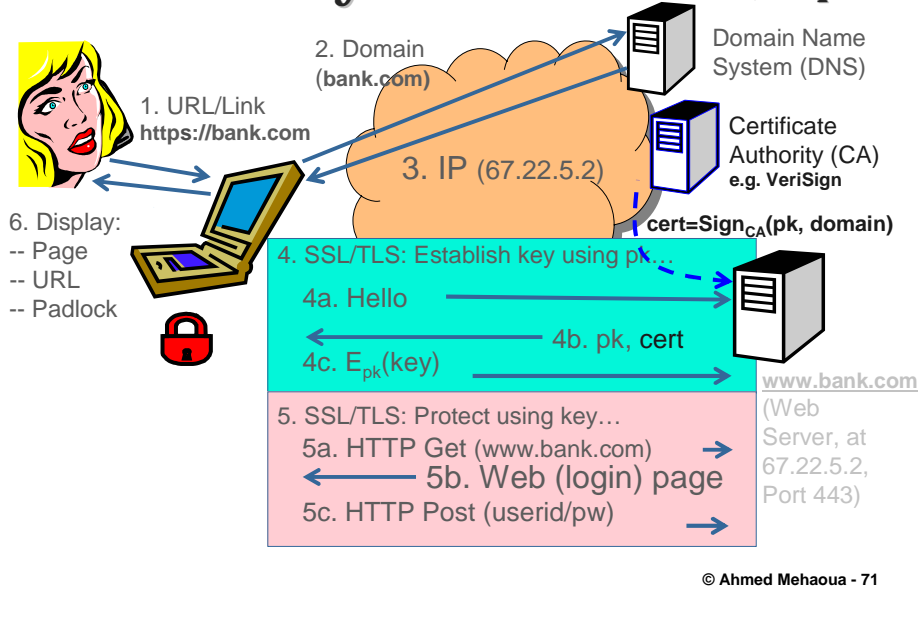 2. Domain
(bank.com)
Domain Name
System (DNS)
1. URL/Link
https://bank.com
Certificate
Authority (CA)
e.g. VeriSign
3. IP (67.22.5.2)
cert=SignCA(pk, domain)
6. Display:
-- Page
-- URL
-- Padlock
4. SSL/TLS: Establish key using pk…
4a. Hello
4b. pk, cert
4c. Epk(key)
www.bank.com
(Web
Server, at
67.22.5.2,
Port 443)
5. SSL/TLS: Protect using key…
5a. HTTP Get (www.bank.com)
5b. Web (login) page
5c. HTTP Post (userid/pw)
© Ahmed Mehaoua - 71